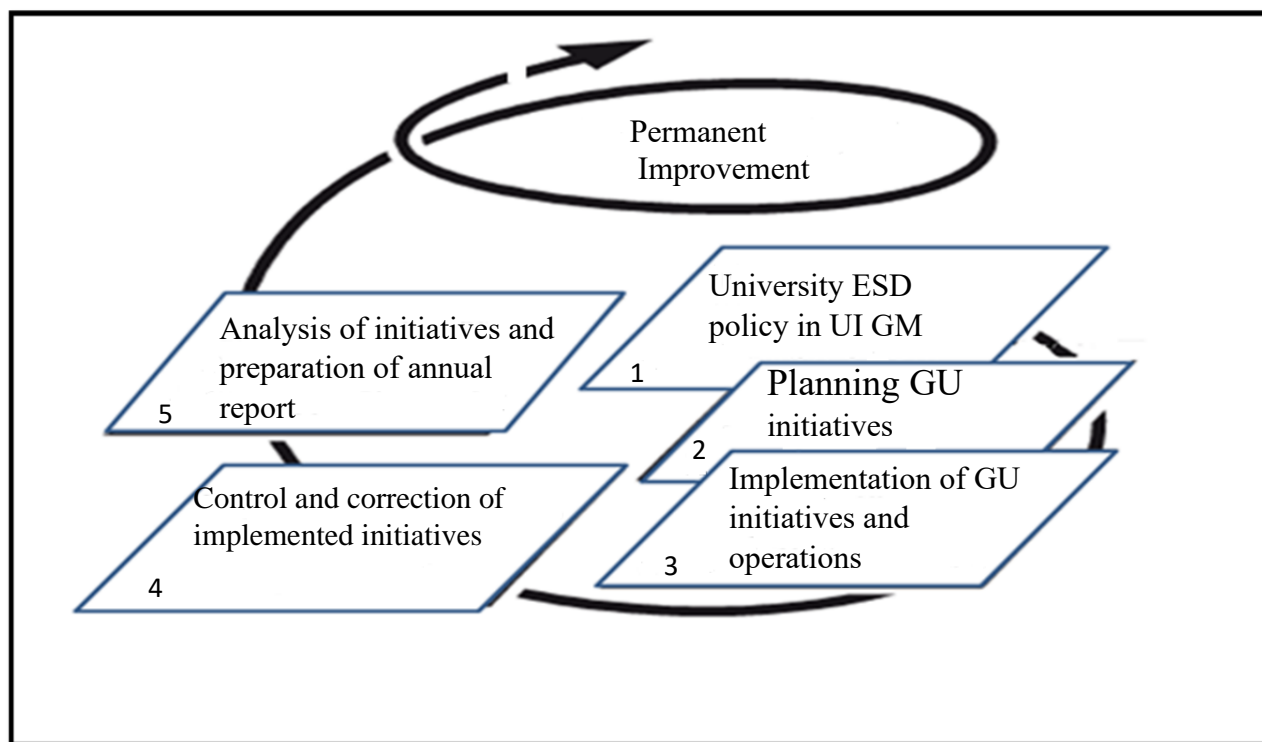 Permanent
Improvement
University ESD
policy in UI GM
1
Planning GU
initiatives
2
Implementation of GU
initiatives and
operations
3
Control and correction of
implemented initiatives
4
Analysis of initiatives and
preparation of annual
report
5